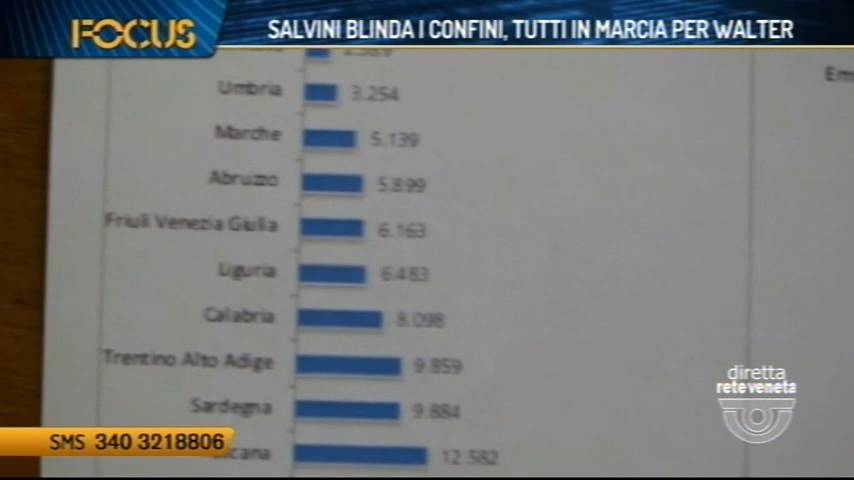 FOCUS
SALVINI BLINDA I CONFINI, TUTTI IN MARCIA PER WALTER
Umbria 3.254
Marche 5.139
Abruzzo 5.899
Friuli Venezia Giulia 6.163
Liguria 6.483
Calabria 8.098
Trentino Alto Adige 9.859
Sardegna 9.884
12.582
diretta
reteveneta
SMS 340 3218806